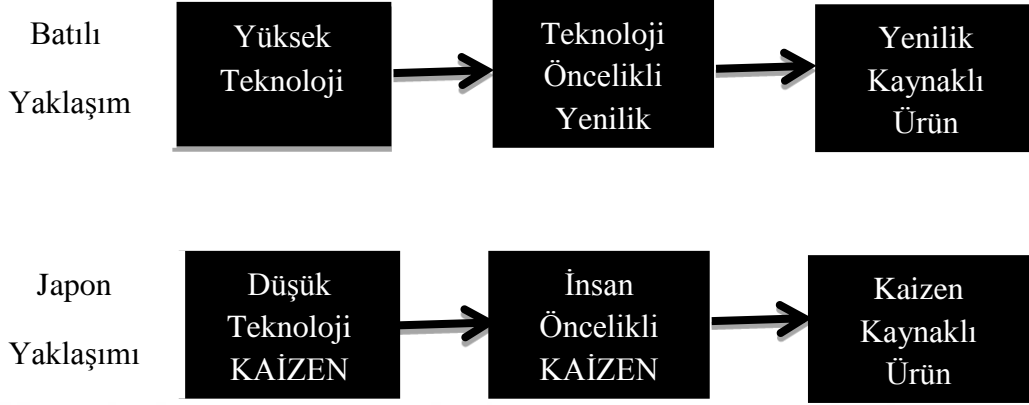 Batılı
Yaklaşım
Yüksek
Teknoloji
Teknoloji
Öncelikli
Yenilik
Yenilik
Kaynaklı
Ürün
Japon
Yaklaşımı
Düşük
Teknoloji
KAİZEN
İnsan
Öncelikli
KAİZEN
Kaizen
Kaynaklı
Ürün